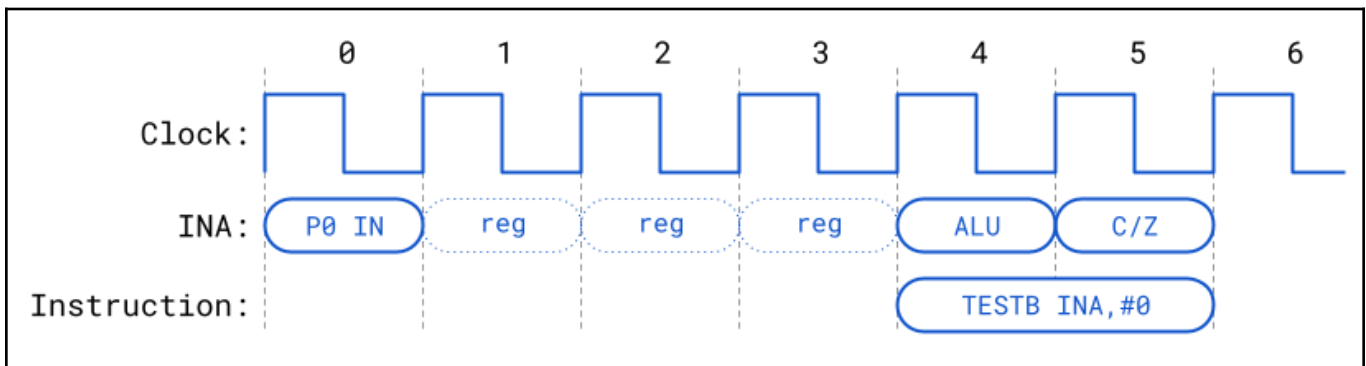 0 1 2 3 4 5 6
Clock:
INA: P0 IN reg reg reg ALU C/Z
Instruction: TESTB INA,#0